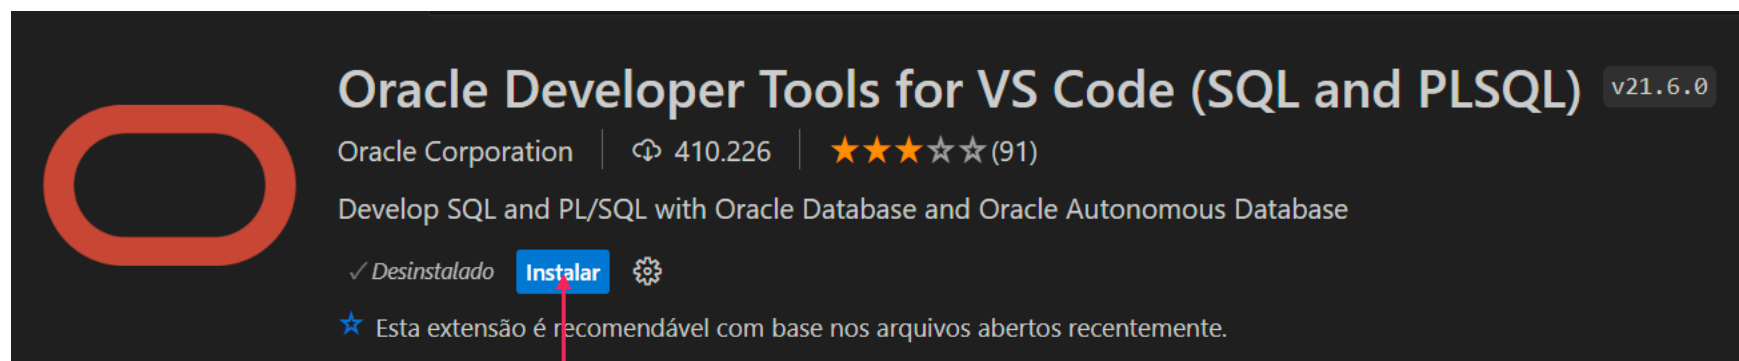 Oracle Developer Tools for VS Code (SQL and PLSQL) v21.6.0
Oracle Corporation 410.226 (91)
Develop SQL and PL/SQL with Oracle Database and Oracle Autonomous Database
Desinstalado Instalar
Esta extensão é recomendável com base nos arquivos abertos recentemente.